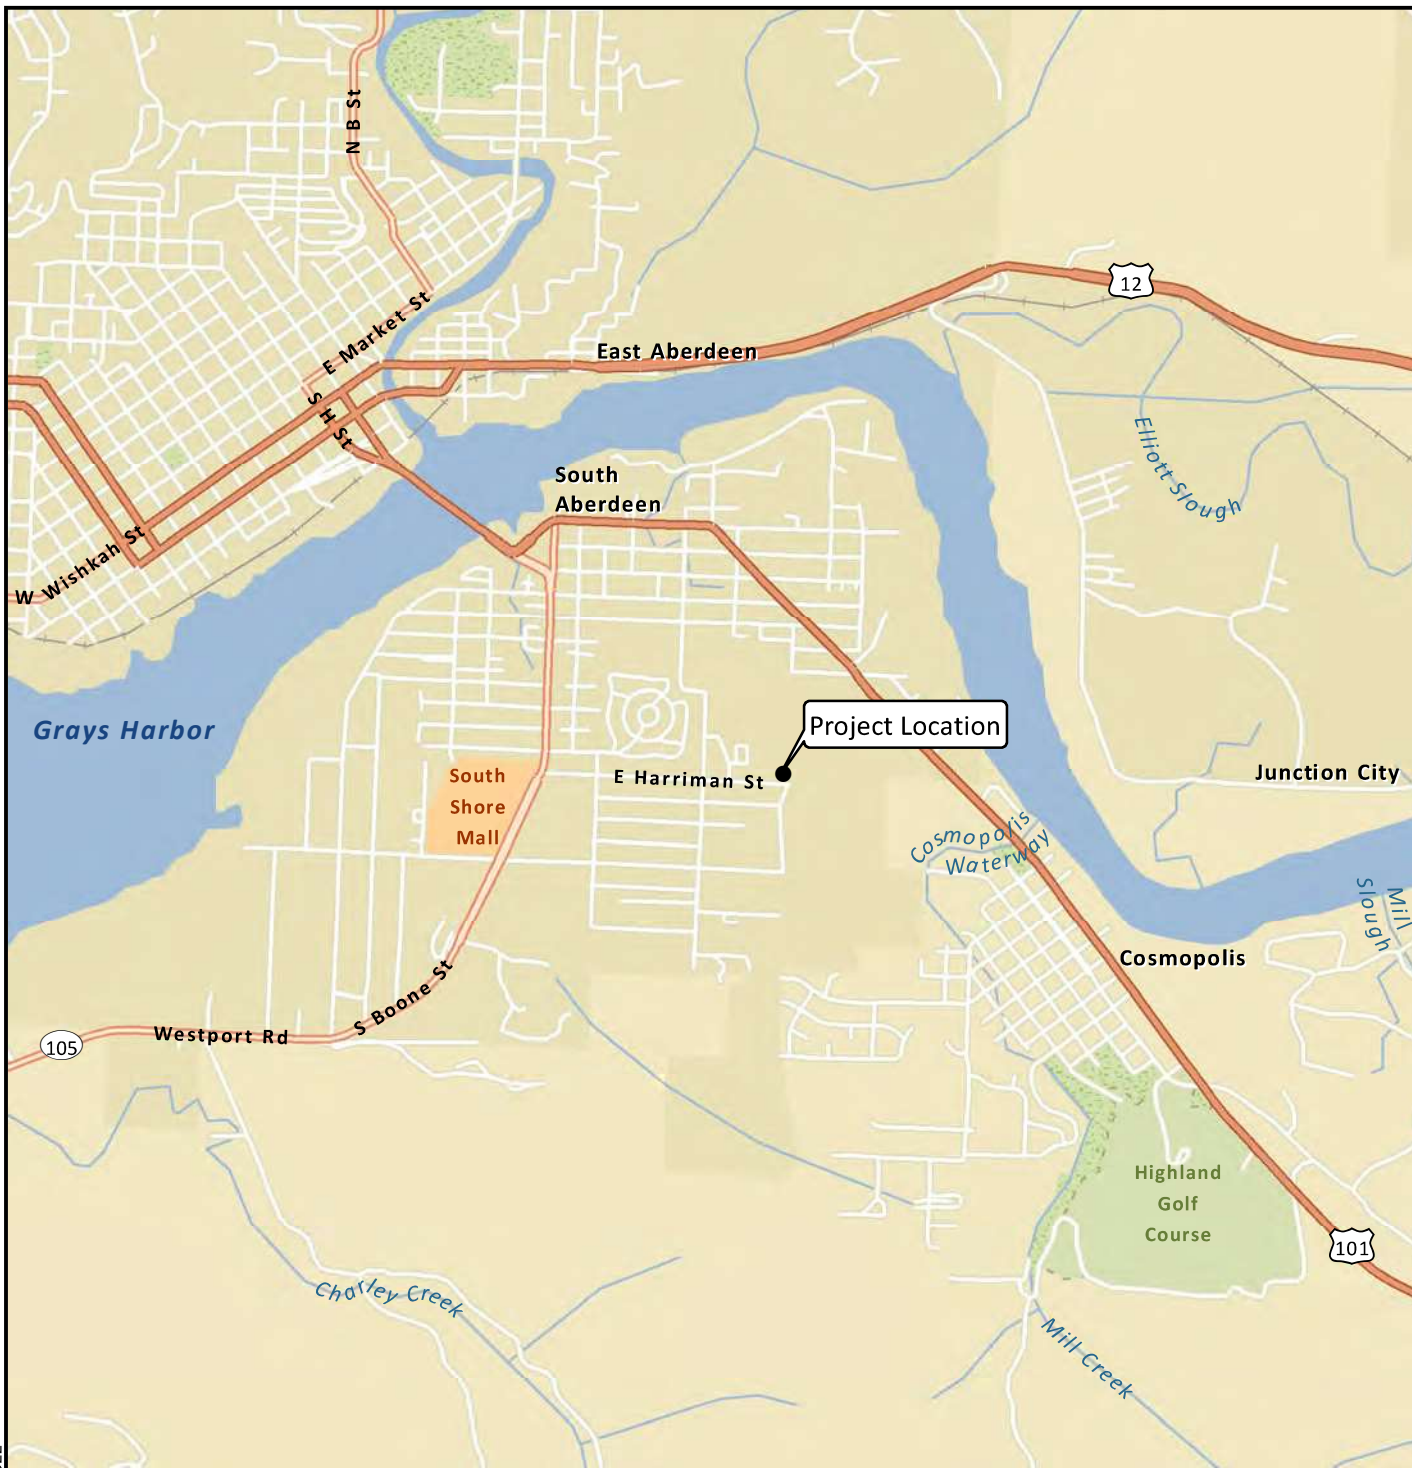 N B St
12
E Market St
East Aberdeen
S H St
Elliott Slough
South
Aberdeen
W Wishkah St
Grays Harbor
Project Location
Junction City
South
Shore
Mall
E Harriman St
Cosmopolis
Waterway
Mill
Slough
Cosmopolis
S Boone St
Westport Rd
105
Highland
Golf
Course
101
Charley Creek
Mill Creek